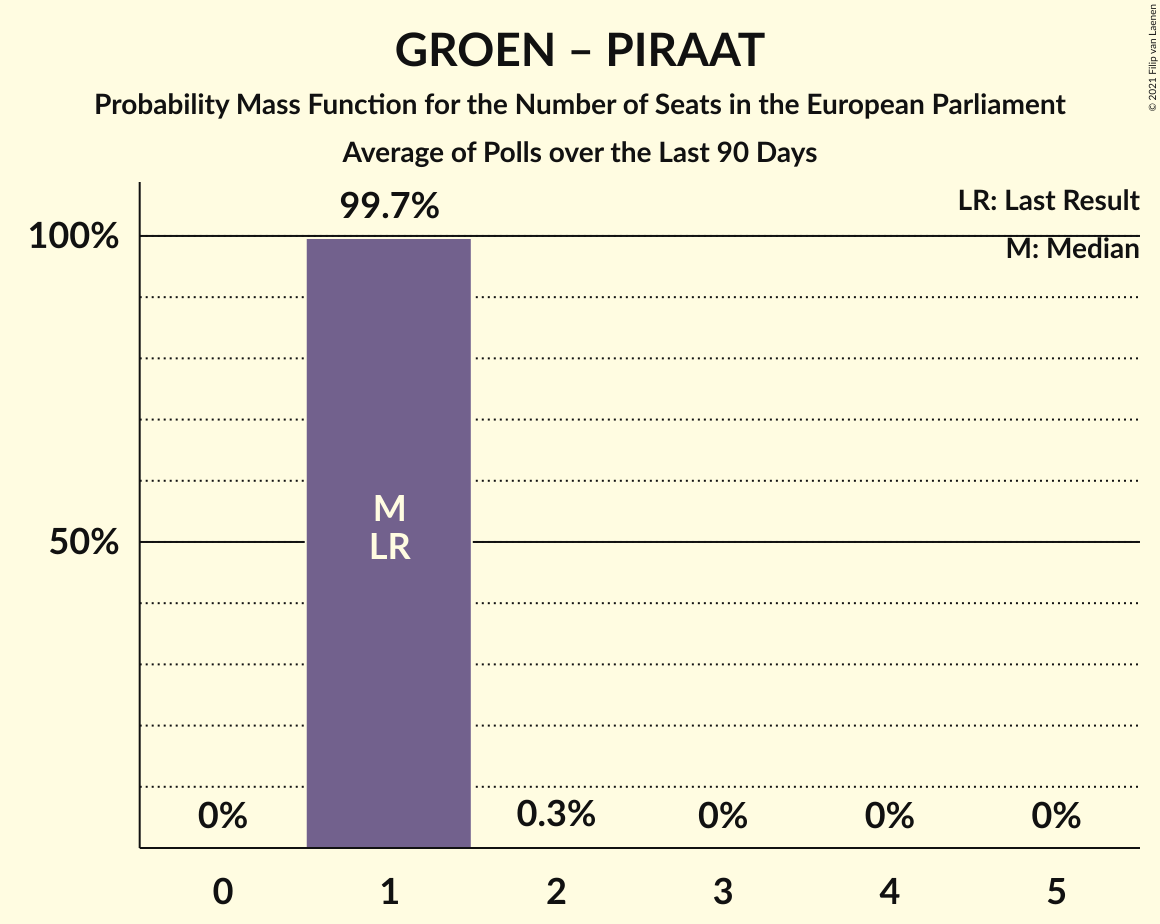 GROEN – PIRAAT
Probability Mass Function for the Number of Seats in the European Parliament
Average of Polls over the Last 90 Days
© 2021 Filip van Laenen
LR: Last Result
M: Median
99.7%
100%
M
LR
50%
0%
0.3%
0%
0%
0%
0
1
2
3
4
5